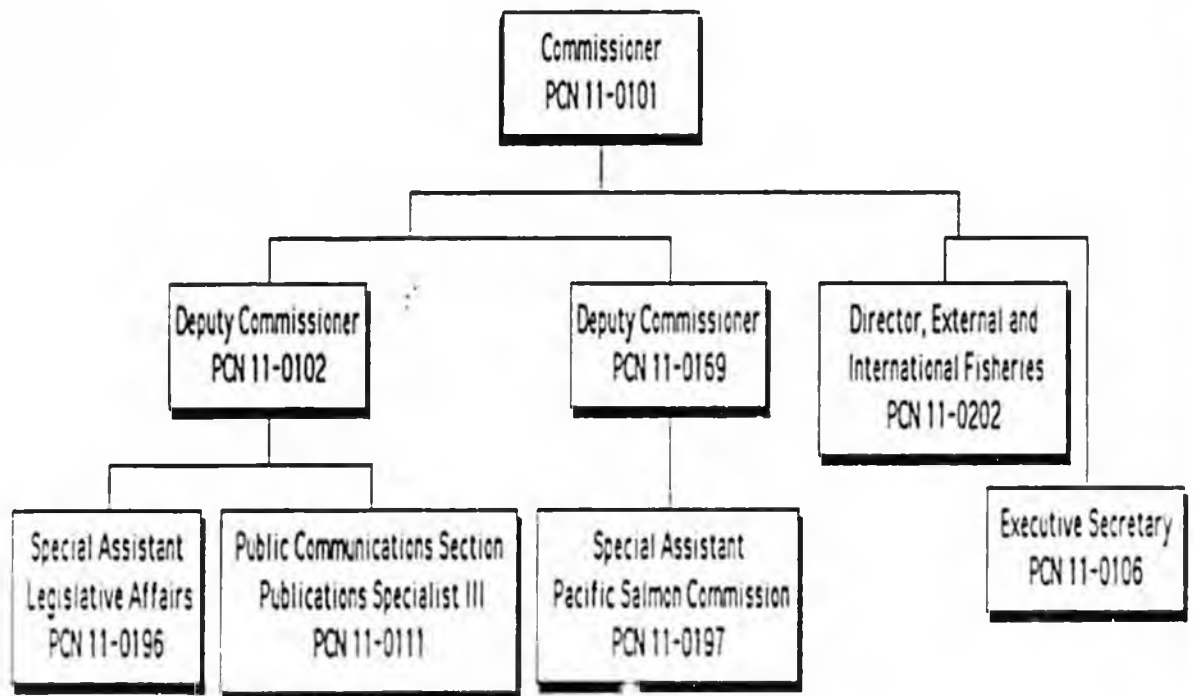 Commissioner
PCN 11-0101
Deputy Commissioner
PCN 11-0102
Deputy Commissioner
PCN 11-0169
Director, External and
International Fisheries
PCN 11-0202
Special Assistant
Legislative Affairs
PCN 11-0196
Public Communications Section
Publications Specialist III
PCN 11-0111
Special Assistant
Pacific Salmon Commission
PCN 11-0197
Executive Secretary
PCN 11-0106